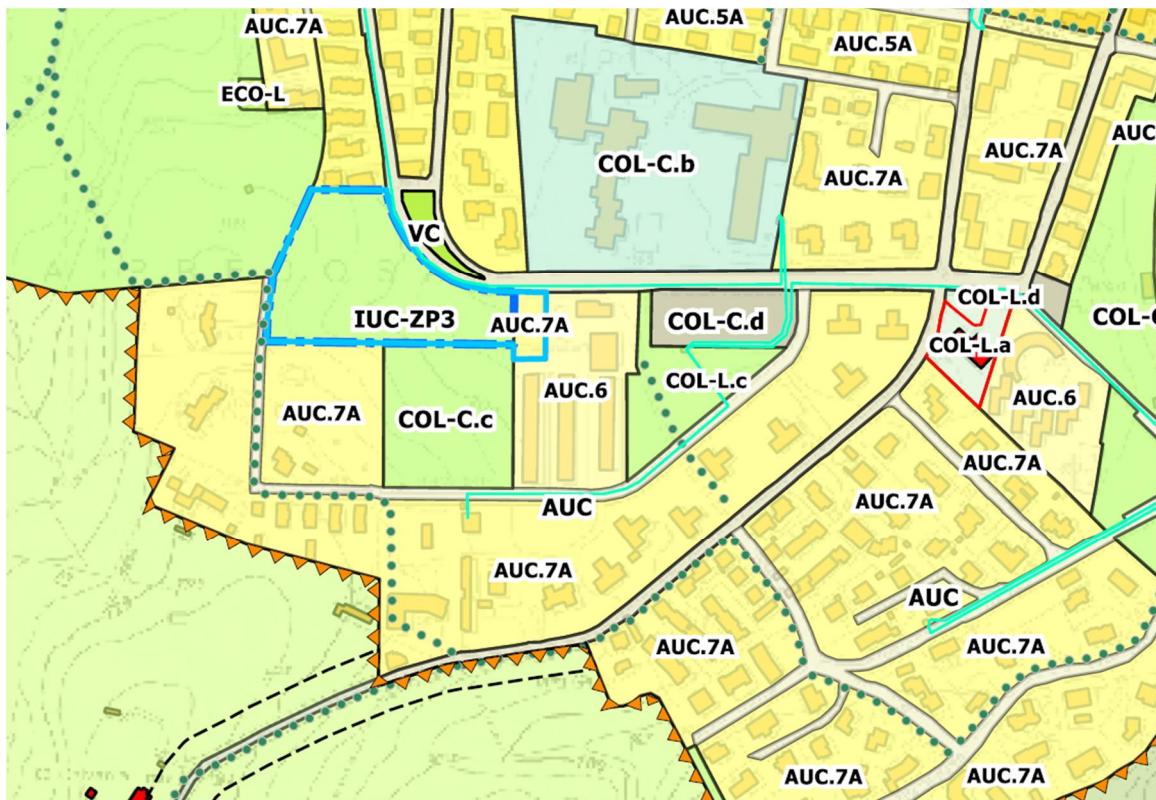 AUC.7A
AUC.5A
AUC.5A
ECO-L
COL-C.b
AUC.7A
AUC.7A
AUC
VC
COL-L.d
IUC-ZP3
AUC.7A
COL-C.d
COL-C
COL-L.a
COL-L.c
AUC.6
AUC.6
AUC.7A
COL-C.c
AUC.7A
AUC
AUC.7A
AUC.7A
AUC
AUC.7A
AUC.7A
AUC.7A
AUC.7A